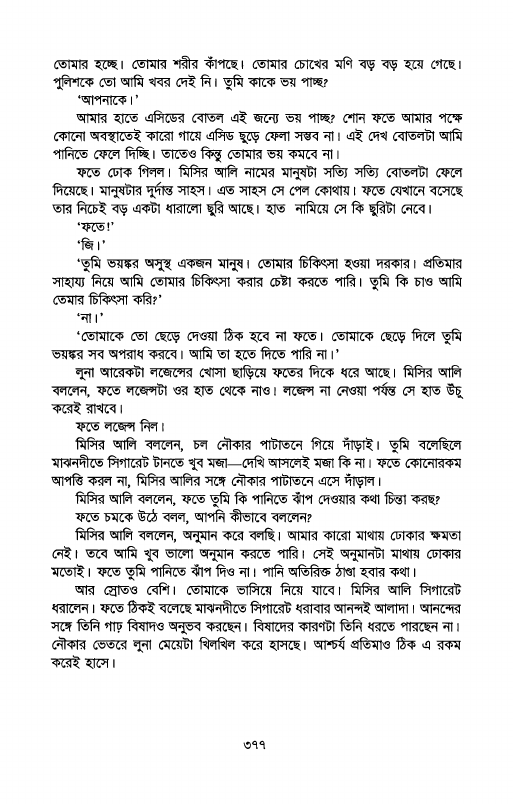 তোমার হচ্ছে। তোমার শরীর কাঁপছে। তোমার চোখের মণি বড় বড় হয়ে গেছে।
পুলিশকে তো আমি খবর দেই নি। তুমি কাকে ভয় পাচ্ছ?
‘আপনাকে।’
আমার হাতে এসিডের বোতল এই জন্যে ভয় পাচ্ছ? শোন ফতে আমার পক্ষে
কোনো অবস্থাতেই কারো গায়ে এসিড ছুড়ে ফেলা সম্ভব না। এই দেখ বোতলটা আমি
পানিতে ফেলে দিচ্ছি। তাতেও কিন্তু তোমার ভয় কমবে না।
ফতে ঢোক গিলল। মিসির আলি নামের মানুষটা সত্যি সত্যি বোতলটা ফেলে
দিয়েছে। মানুষটার দুর্দান্ত সাহস। এত সাহস সে পেল কোথায়। ফতে যেখানে বসেছে
তার নিচেই বড় একটা ধারালো ছুরি আছে। হাত নামিয়ে সে কি ছুরিটা নেবে।
‘ফতে!’
‘জি।’
‘তুমি ভয়ঙ্কর অসুস্থ একজন মানুষ। তোমার চিকিৎসা হওয়া দরকার। প্রতিমার
সাহায্য নিয়ে আমি তোমার চিকিৎসা করার চেষ্টা করতে পারি। তুমি কি চাও আমি
তেমার চিকিৎসা করি?’
‘না।’
‘তোমাকে তো ছেড়ে দেওয়া ঠিক হবে না ফতে। তোমাকে ছেড়ে দিলে তুমি
ভয়ঙ্কর সব অপরাধ করবে। আমি তা হতে দিতে পারি না।’
লুনা আরেকটা লজেন্সের খোসা ছাড়িয়ে ফতের দিকে ধরে আছে। মিসির আলি
বললেন, ফতে লজেন্সটা ওর হাত থেকে নাও। লজেন্স না নেওয়া পর্যন্ত সে হাত উঁচু
করেই রাখবে।
ফতে লজেন্স নিল।
মিসির আলি বললেন, চল নৌকার পাটাতনে গিয়ে দাঁড়াই। তুমি বলেছিলে
মাঝনদীতে সিগারেট টানতে খুব মজা—দেখি আসলেই মজা কি না। ফতে কোনোরকম
আপত্তি করল না, মিসির আলির সঙ্গে নৌকার পাটাতনে এসে দাঁড়াল।
মিসির আলি বললেন, ফতে তুমি কি পানিতে ঝাঁপ দেওয়ার কথা চিন্তা করছ?
ফতে চমকে উঠে বলল, আপনি কীভাবে বললেন?
মিসির আলি বললেন, অনুমান করে বলছি। আমার কারো মাথায় ঢোকার ক্ষমতা
নেই। তবে আমি খুব ভালো অনুমান করতে পারি। সেই অনুমানটা মাথায় ঢোকার
মতোই। ফতে তুমি পানিতে ঝাঁপ দিও না। পানি অতিরিক্ত ঠাণ্ডা হবার কথা।
আর স্রোতও বেশি। তোমাকে ভাসিয়ে নিয়ে যাবে। মিসির আলি সিগারেট
ধরালেন। ফতে ঠিকই বলেছে মাঝনদীতে সিগারেট ধরাবার আনন্দই আলাদা। আনন্দের
সঙ্গে তিনি গাঢ় বিষাদও অনুভব করছেন। বিষাদের কারণটা তিনি ধরতে পারছেন না।
নৌকার ভেতরে লুনা মেয়েটা খিলখিল করে হাসছে। আশ্চর্য প্রতিমাও ঠিক এ রকম
করেই হাসে।
৩৭৭